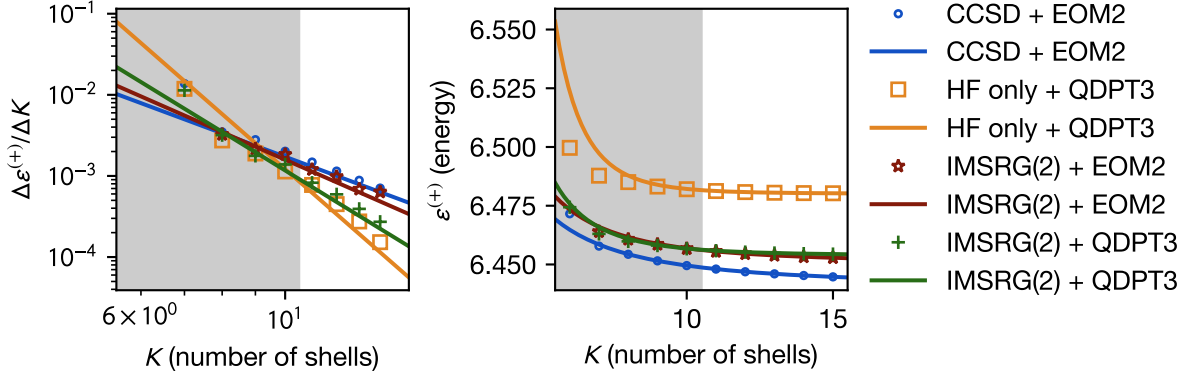 10⁻¹
10⁻²
10⁻³
10⁻⁴
Δε⁽⁺⁾/ΔK
6 × 10⁰
10¹
K (number of shells)
6.550
6.525
6.500
6.475
6.450
ε⁽⁺⁾ (energy)
10
15
K (number of shells)
CCSD + EOM2
CCSD + EOM2
HF only + QDPT3
HF only + QDPT3
IMSRG(2) + EOM2
IMSRG(2) + EOM2
IMSRG(2) + QDPT3
IMSRG(2) + QDPT3